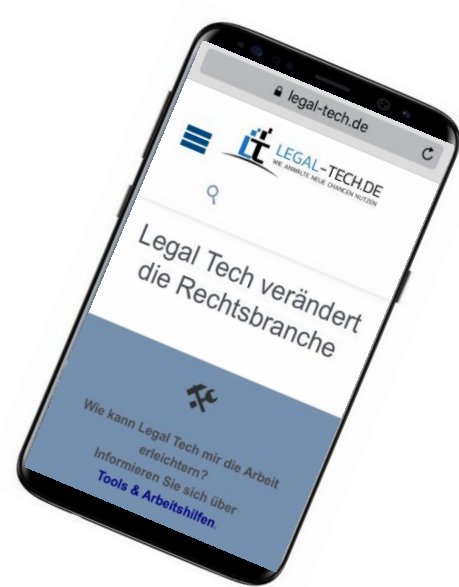 legal-tech.de
LT LEGAL-TECH.DE
WIE ANWÄLTE NEUE CHANCEN NUTZEN
Legal Tech verändert
die Rechtsbranche
Wie kann Legal Tech mir die Arbeit
erleichtern?
Informieren Sie sich über
Tools & Arbeitshilfen.